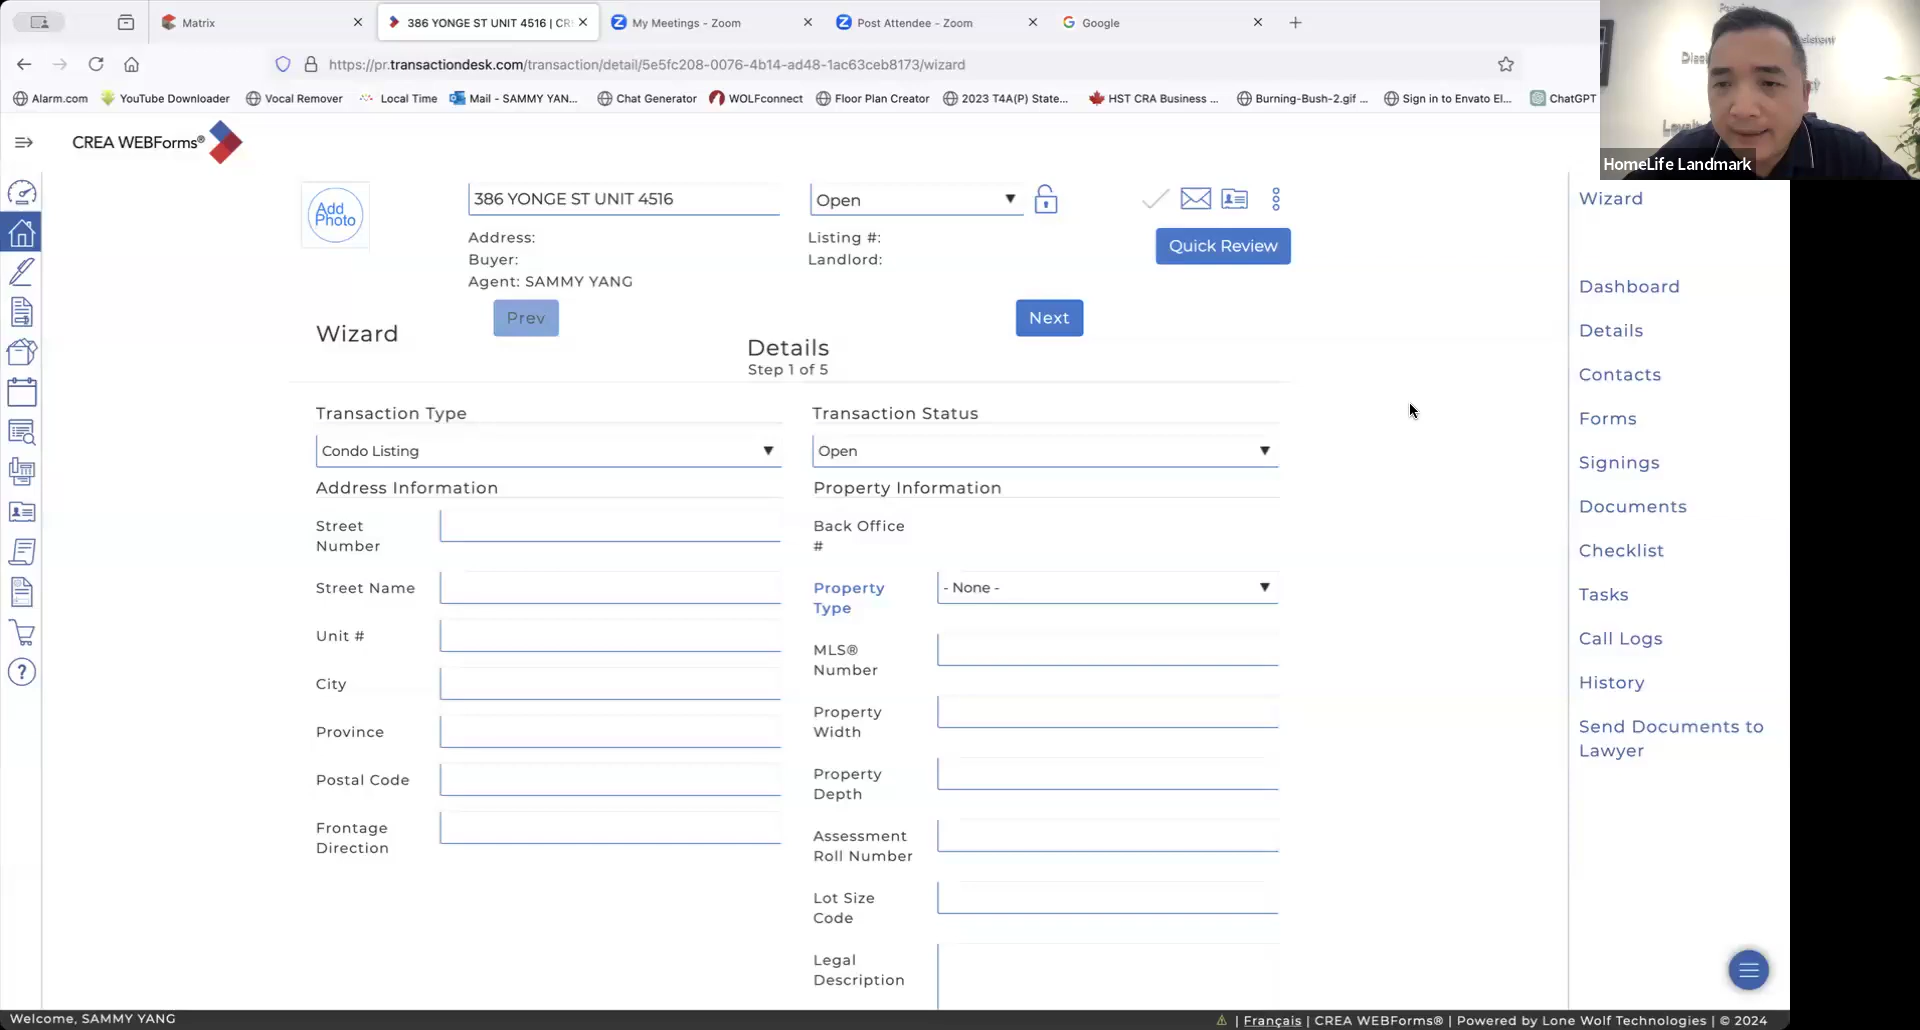 Matrix
386 YONGE ST UNIT 4516 | CR
My Meetings - Zoom
Post Attendee - Zoom
Google
https://pr.transactiondesk.com/transaction/detail/5e5fc208-0076-4b14-ad48-1ac63ceb8173/wizard
Alarm.com
YouTube Downloader
Vocal Remover
Local Time
Mail - SAMMY YAN...
Chat Generator
WOLFconnect
Floor Plan Creator
2023 T4A(P) State...
HST CRA Business ...
Burning-Bush-2.gif ...
Sign in to Envato El...
ChatGPT
HomeLife Landmark
CREA WEBForms®
Add
Photo
386 YONGE ST UNIT 4516
Open
Address:
Buyer:
Agent: SAMMY YANG
Listing #:
Landlord:
Quick Review
Prev
Next
Wizard
Details
Step 1 of 5
Transaction Type
Condo Listing
Transaction Status
Open
Address Information
Street
Number
Street Name
Unit #
City
Province
Postal Code
Frontage
Direction
Property Information
Back Office
#
Property
Type
- None -
MLS®
Number
Property
Width
Property
Depth
Assessment
Roll Number
Lot Size
Code
Legal
Description
Wizard
Dashboard
Details
Contacts
Forms
Signings
Documents
Checklist
Tasks
Call Logs
History
Send Documents to
Lawyer
Welcome, SAMMY YANG
| Français | CREA WEBForms® | Powered by Lone Wolf Technologies | © 2024